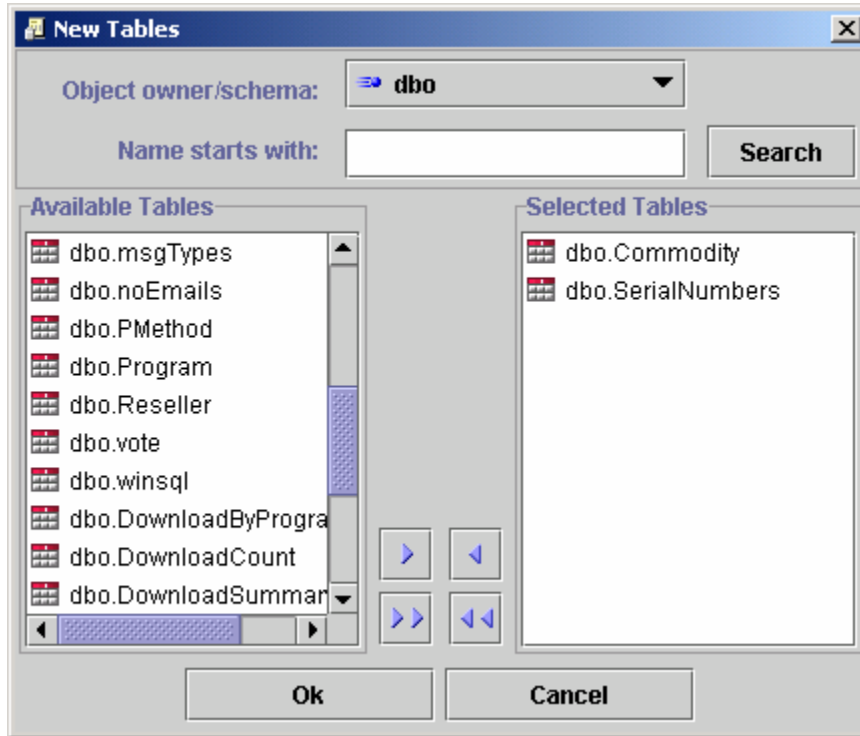 New Tables
Object owner/schema: dbo
Name starts with: Search
Available Tables
dbo.msgTypes
dbo.noEmails
dbo.PMethod
dbo.Program
dbo.Reseller
dbo.vote
dbo.winsql
dbo.DownloadByProgra
dbo.DownloadCount
dbo.DownloadSummar
Selected Tables
dbo.Commodity
dbo.SerialNumbers
Ok Cancel